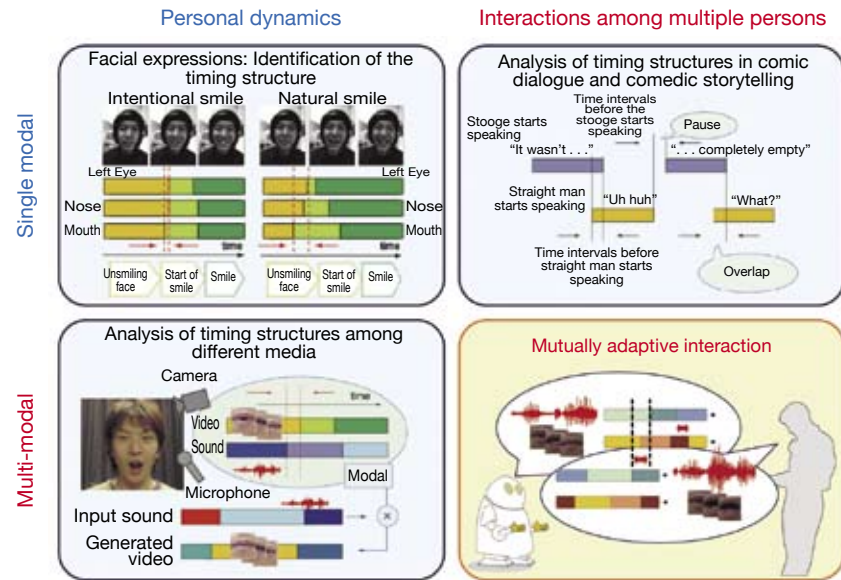 Personal dynamics
Interactions among multiple persons
Single modal
Facial expressions: Identification of the
timing structure
Intentional smile
Natural smile
Left Eye
Left Eye
Nose
Nose
Mouth
Mouth
time
time
Unsmiling
face
Start of
smile
Smile
Unsmiling
face
Start of
smile
Smile
Analysis of timing structures in comic
dialogue and comedic storytelling
Time intervals
before the
stooge starts
speaking
Stooge starts
speaking
Pause
"It wasn't . . ."
". . . completely empty"
Straight man
starts speaking
"Uh huh"
"What?"
Time intervals before
straight man starts
speaking
Overlap
Multi-modal
Analysis of timing structures among
different media
Camera
time
Video
Sound
Modal
Microphone
Input sound
×
Generated
video
Mutually adaptive interaction